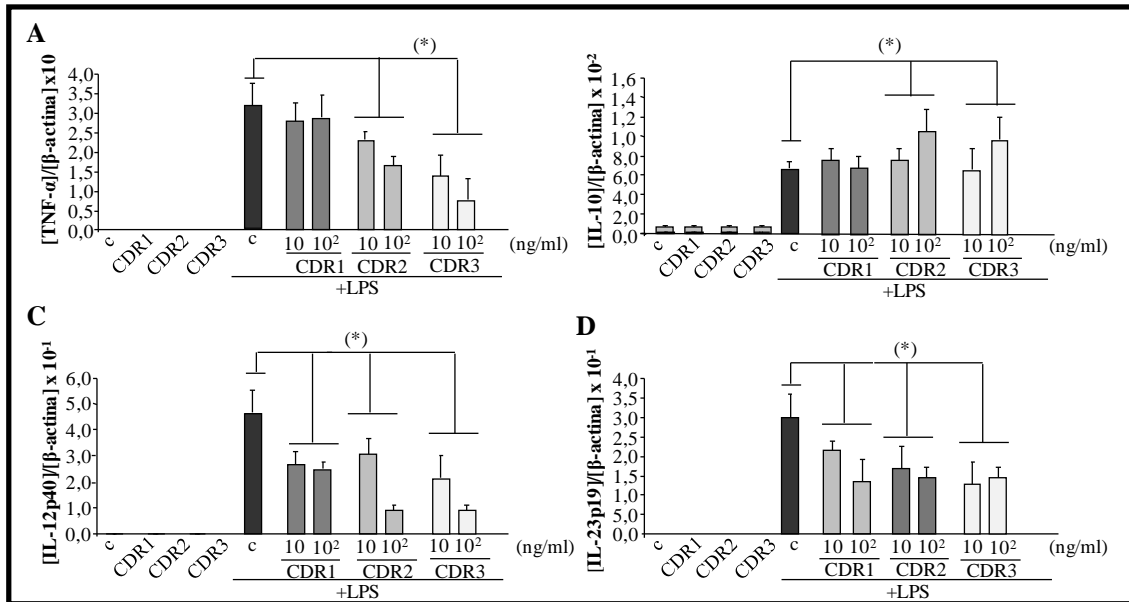 A
[TNF-α]/[β-actina] x10
4,0
3,5
3,0
2,5
2,0
1,5
1,0
0,5
0,0
(*)
c CDR1 CDR2 CDR3 c 10 10² 10 10² 10 10² (ng/ml)
CDR1 CDR2 CDR3
+LPS
[IL-10]/[β-actina] x 10⁻²
1,6
1,4
1,2
1,0
8,0
6,0
4,0
2,0
0,0
(*)
c CDR1 CDR2 CDR3 c 10 10² 10 10² 10 10² (ng/ml)
CDR1 CDR2 CDR3
+LPS
C
[IL-12p40]/[β-actina] x 10⁻¹
6,0
5,0
4,0
3,0
2,0
1,0
0,0
(*)
c CDR1 CDR2 CDR3 c 10 10² 10 10² 10 10² (ng/ml)
CDR1 CDR2 CDR3
+LPS
D
[IL-23p19]/[β-actina] x 10⁻¹
4,0
3,5
3,0
2,5
2,0
1,5
1,0
0,5
0,0
(*)
c CDR1 CDR2 CDR3 c 10 10² 10 10² 10 10² (ng/ml)
CDR1 CDR2 CDR3
+LPS